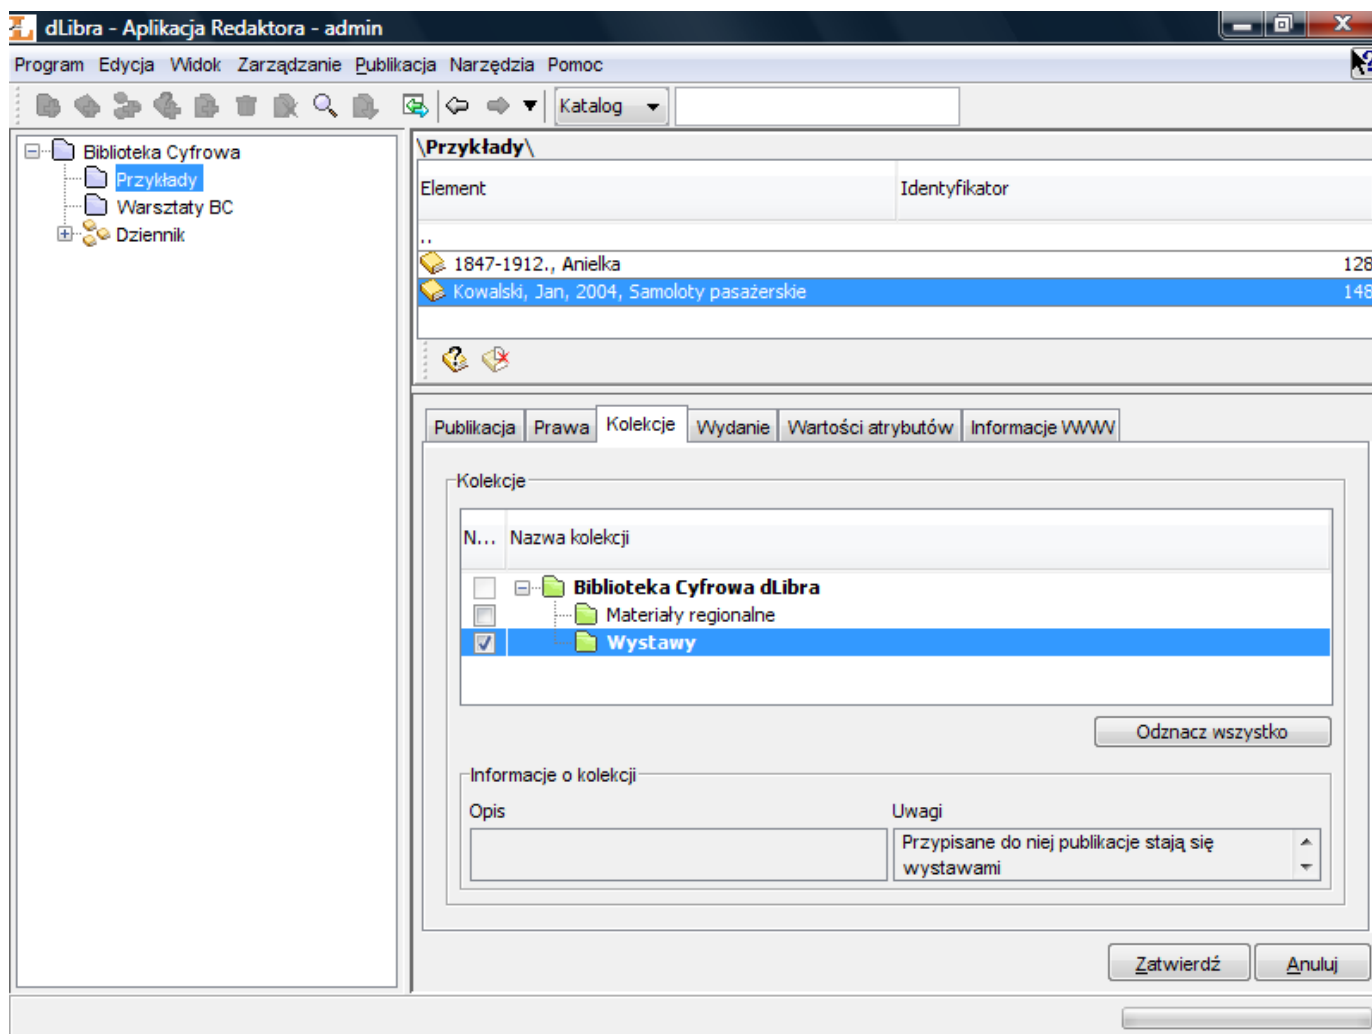 dLibra - Aplikacja Redaktora - admin
Program Edycja Widok Zarządzanie Publikacja Narzędzia Pomoc
Katalog
Biblioteka Cyfrowa
Przykłady
Warsztaty BC
Dziennik
\Przykłady\
Element Identyfikator
..
1847-1912., Anielka 128
Kowalski, Jan, 2004, Samoloty pasażerskie 148
Publikacja Prawa Kolekcje Wydanie Wartości atrybutów Informacje WWW
Kolekcje
N... Nazwa kolekcji
Biblioteka Cyfrowa dLibra
Materiały regionalne
Wystawy
Odznacz wszystko
Informacje o kolekcji
Opis Uwagi
Przypisane do niej publikacje stają się
wystawami
Zatwierdź Anuluj